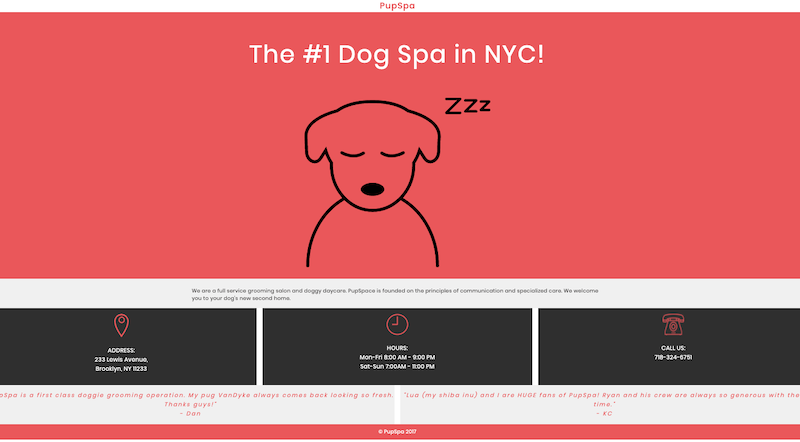 PupSpa
The #1 Dog Spa in NYC!
ZZz
We are a full service grooming salon and doggy daycare. PupSpace is founded on the principles of communication and specialized care. We welcome
you to your dog's new second home.
ADDRESS:
233 Lewis Avenue,
Brooklyn, NY 11233
HOURS:
Mon-Fri 8:00 AM - 9:00 PM
Sat-Sun 7:00AM - 11:00 PM
CALL US:
718-324-6751
aSpa is a first class doggie grooming operation. My pug VanDyke always comes back looking so fresh.
Thanks guys!"
- Dan
"Lua (my shiba inu) and I are HUGE fans of PupSpa! Ryan and his crew are always so generous with the
time."
- KC
© PupSpa 2017